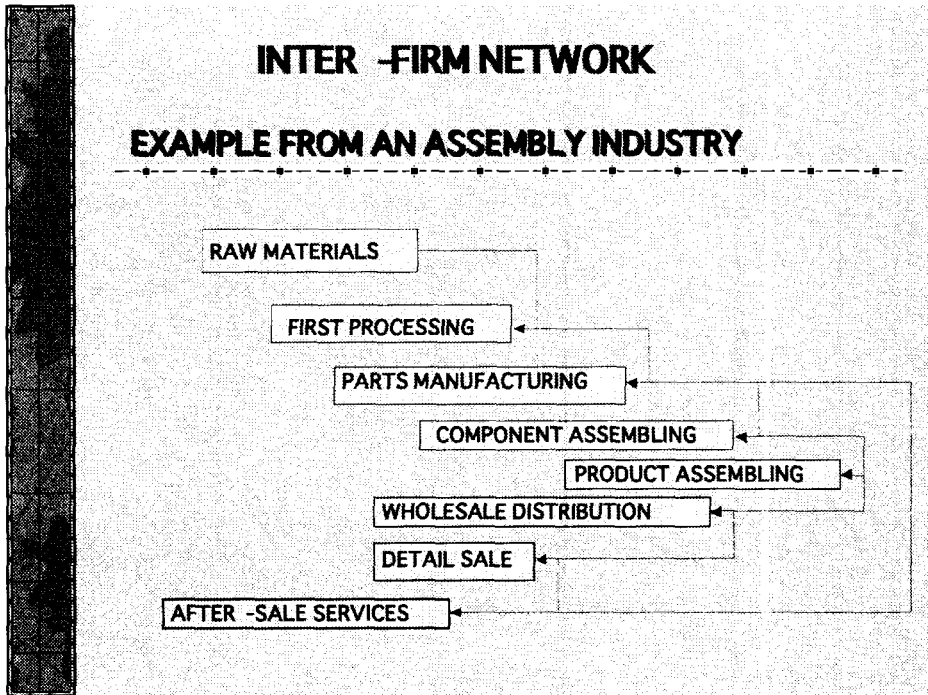 INTER -FIRM NETWORK
EXAMPLE FROM AN ASSEMBLY INDUSTRY
RAW MATERIALS
FIRST PROCESSING
PARTS MANUFACTURING
COMPONENT ASSEMBLING
PRODUCT ASSEMBLING
WHOLESALE DISTRIBUTION
DETAIL SALE
AFTER -SALE SERVICES